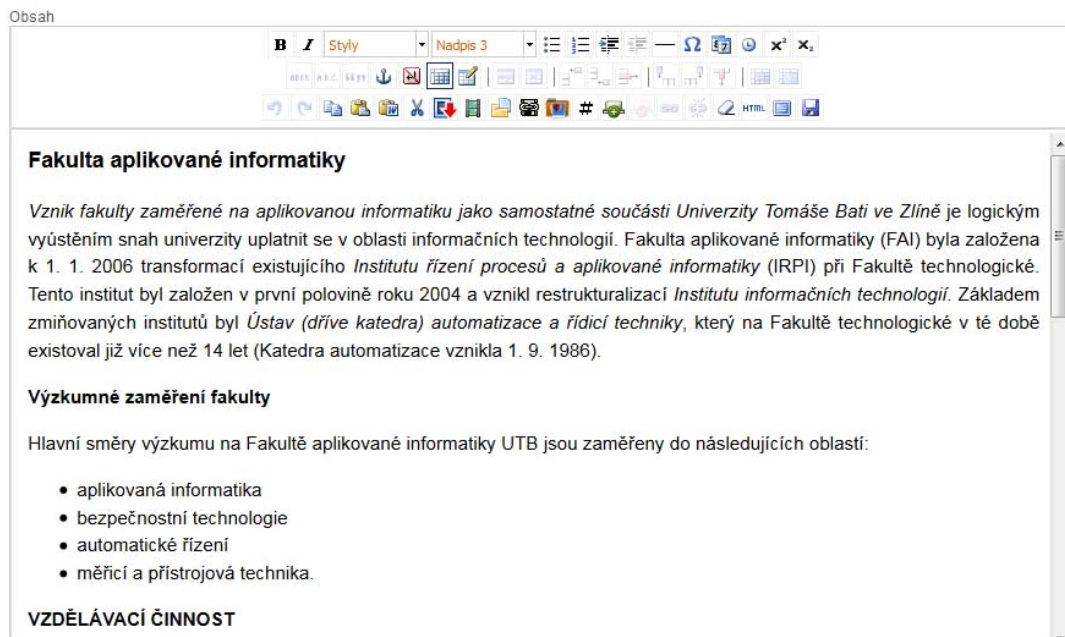 Obsah
B I Styly Nadpis 3 Ω x² x₂
HTML
Fakulta aplikované informatiky
Vznik fakulty zaměřené na aplikovanou informatiku jako samostatné součásti Univerzity Tomáše Bati ve Zlíně je logickým
vyústěním snah univerzity uplatnit se v oblasti informačních technologií. Fakulta aplikované informatiky (FAI) byla založena
k 1. 1. 2006 transformací existujícího Institutu řízení procesů a aplikované informatiky (IRPI) při Fakultě technologické.
Tento institut byl založen v první polovině roku 2004 a vznikl restrukturalizací Institutu informačních technologií. Základem
zmiňovaných institutů byl Ústav (dříve katedra) automatizace a řídicí techniky, který na Fakultě technologické v té době
existoval již více než 14 let (Katedra automatizace vznikla 1. 9. 1986).
Výzkumné zaměření fakulty
Hlavní směry výzkumu na Fakultě aplikované informatiky UTB jsou zaměřeny do následujících oblastí:
• aplikovaná informatika
• bezpečnostní technologie
• automatické řízení
• měřicí a přístrojová technika.
VZDĚLÁVACÍ ČINNOST